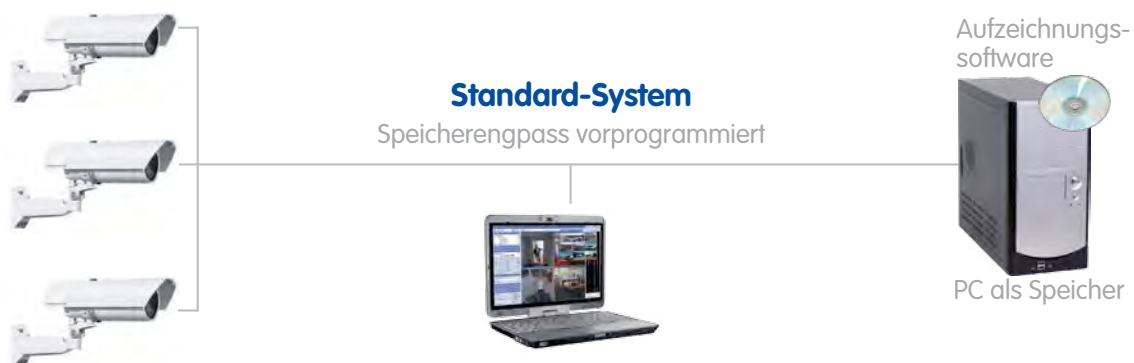 Aufzeichnungs-
software
Standard-System
Speicherengpass vorprogrammiert
PC als Speicher